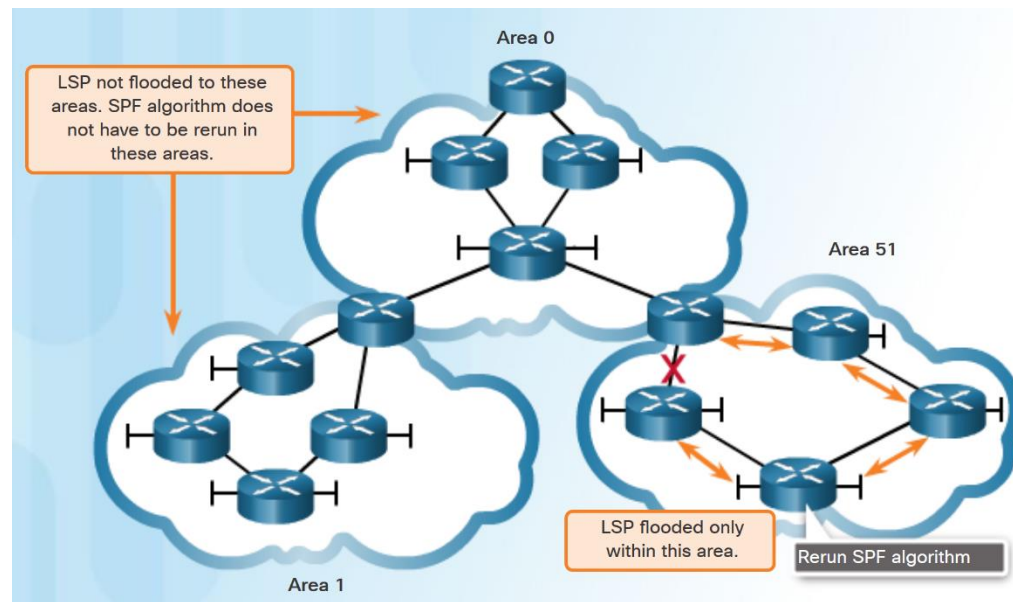 Area 0
LSP not flooded to these
areas. SPF algorithm does
not have to be rerun in
these areas.
Area 51
X
LSP flooded only
within this area.
Rerun SPF algorithm
Area 1